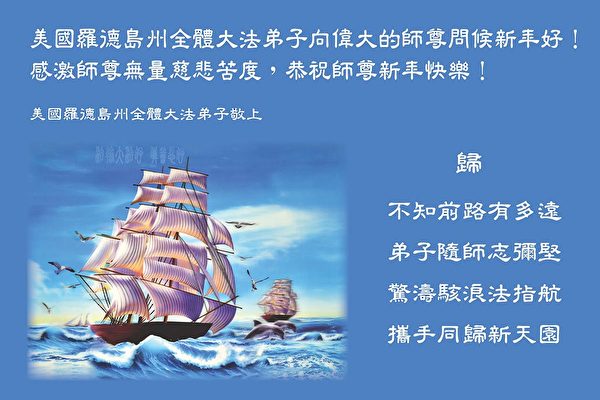 美國羅德島州全體大法弟子向偉大的師尊問候新年好！
感激師尊無量慈悲苦度，恭祝師尊新年快樂！
美國羅德島州全體大法弟子敬上
歸
不知前路有多遠
弟子隨師志彌堅
驚濤駭浪法指航
攜手同歸新天園